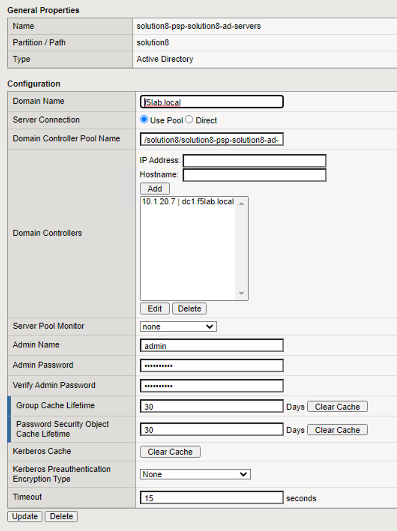 General Properties
Name solution8-psp-solution8-ad-servers
Partition / Path solution8
Type Active Directory
Configuration
Domain Name f5lab.local
Server Connection Use Pool Direct
Domain Controller Pool Name /solution8/solution8-psp-solution8-ad-
Domain Controllers
IP Address:
Hostname:
Add
10.1.20.7 | dc1.f5lab.local
Edit Delete
Server Pool Monitor none
Admin Name admin
Admin Password ••••••••••
Verify Admin Password ••••••••••
Group Cache Lifetime 30 Days Clear Cache
Password Security Object
Cache Lifetime 30 Days Clear Cache
Kerberos Cache Clear Cache
Kerberos Preauthentication
Encryption Type None
Timeout 15 seconds
Update Delete